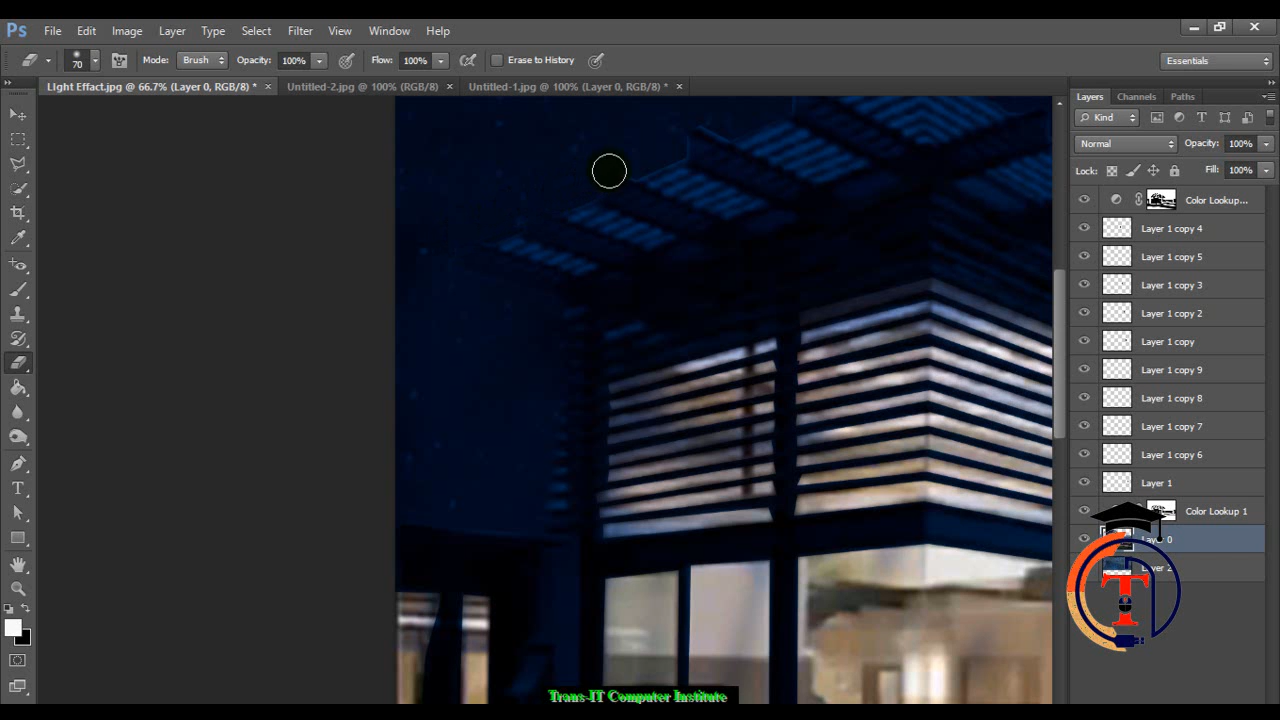 Ps File Edit Image Layer Type Select Filter View Window Help
70 Mode: Brush Opacity: 100% Flow: 100% Erase to History Essentials
Light Effect.jpg @ 66.7% (Layer 0, RGB/8) * × Untitled-2.jpg @ 100% (RGB/8) × Untitled-1.jpg @ 100% (Layer 0, RGB/8) * ×
Layers Channels Paths
Kind
Normal Opacity: 100%
Lock: Fill: 100%
Color Lookup...
Layer 1 copy 4
Layer 1 copy 5
Layer 1 copy 3
Layer 1 copy 2
Layer 1 copy
Layer 1 copy 9
Layer 1 copy 8
Layer 1 copy 7
Layer 1 copy 6
Layer 1
Color Lookup 1
Layer 0
Layer 2
T
T
Trans-IT Computer Institute